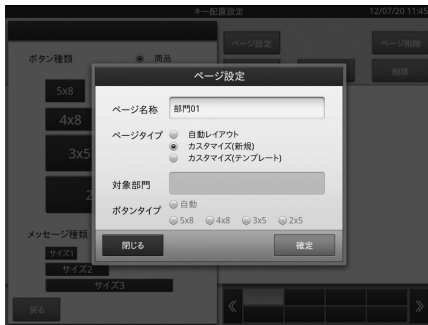 キー配置設定
12/07/20 11:45
ページ設定
ページ削除
ボタン種類
商品
削除
5x8
4x8
3x5
2
メッセージ種類
サイズ1
サイズ2
サイズ3
戻る
ページ設定
ページ名称
部門01
ページタイプ
自動レイアウト
カスタマイズ(新規)
カスタマイズ(テンプレート)
対象部門
ボタンタイプ
自動
5x8 4x8 3x5 2x5
閉じる
確定